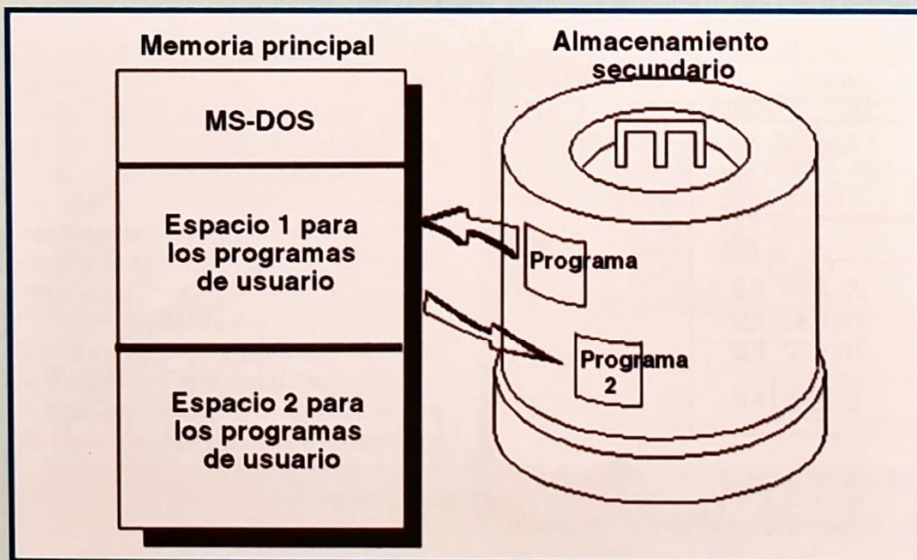 Memoria principal
MS-DOS
Espacio 1 para
los programas
de usuario
Espacio 2 para
los programas
de usuario
Almacenamiento
secundario
Programa
Programa
2